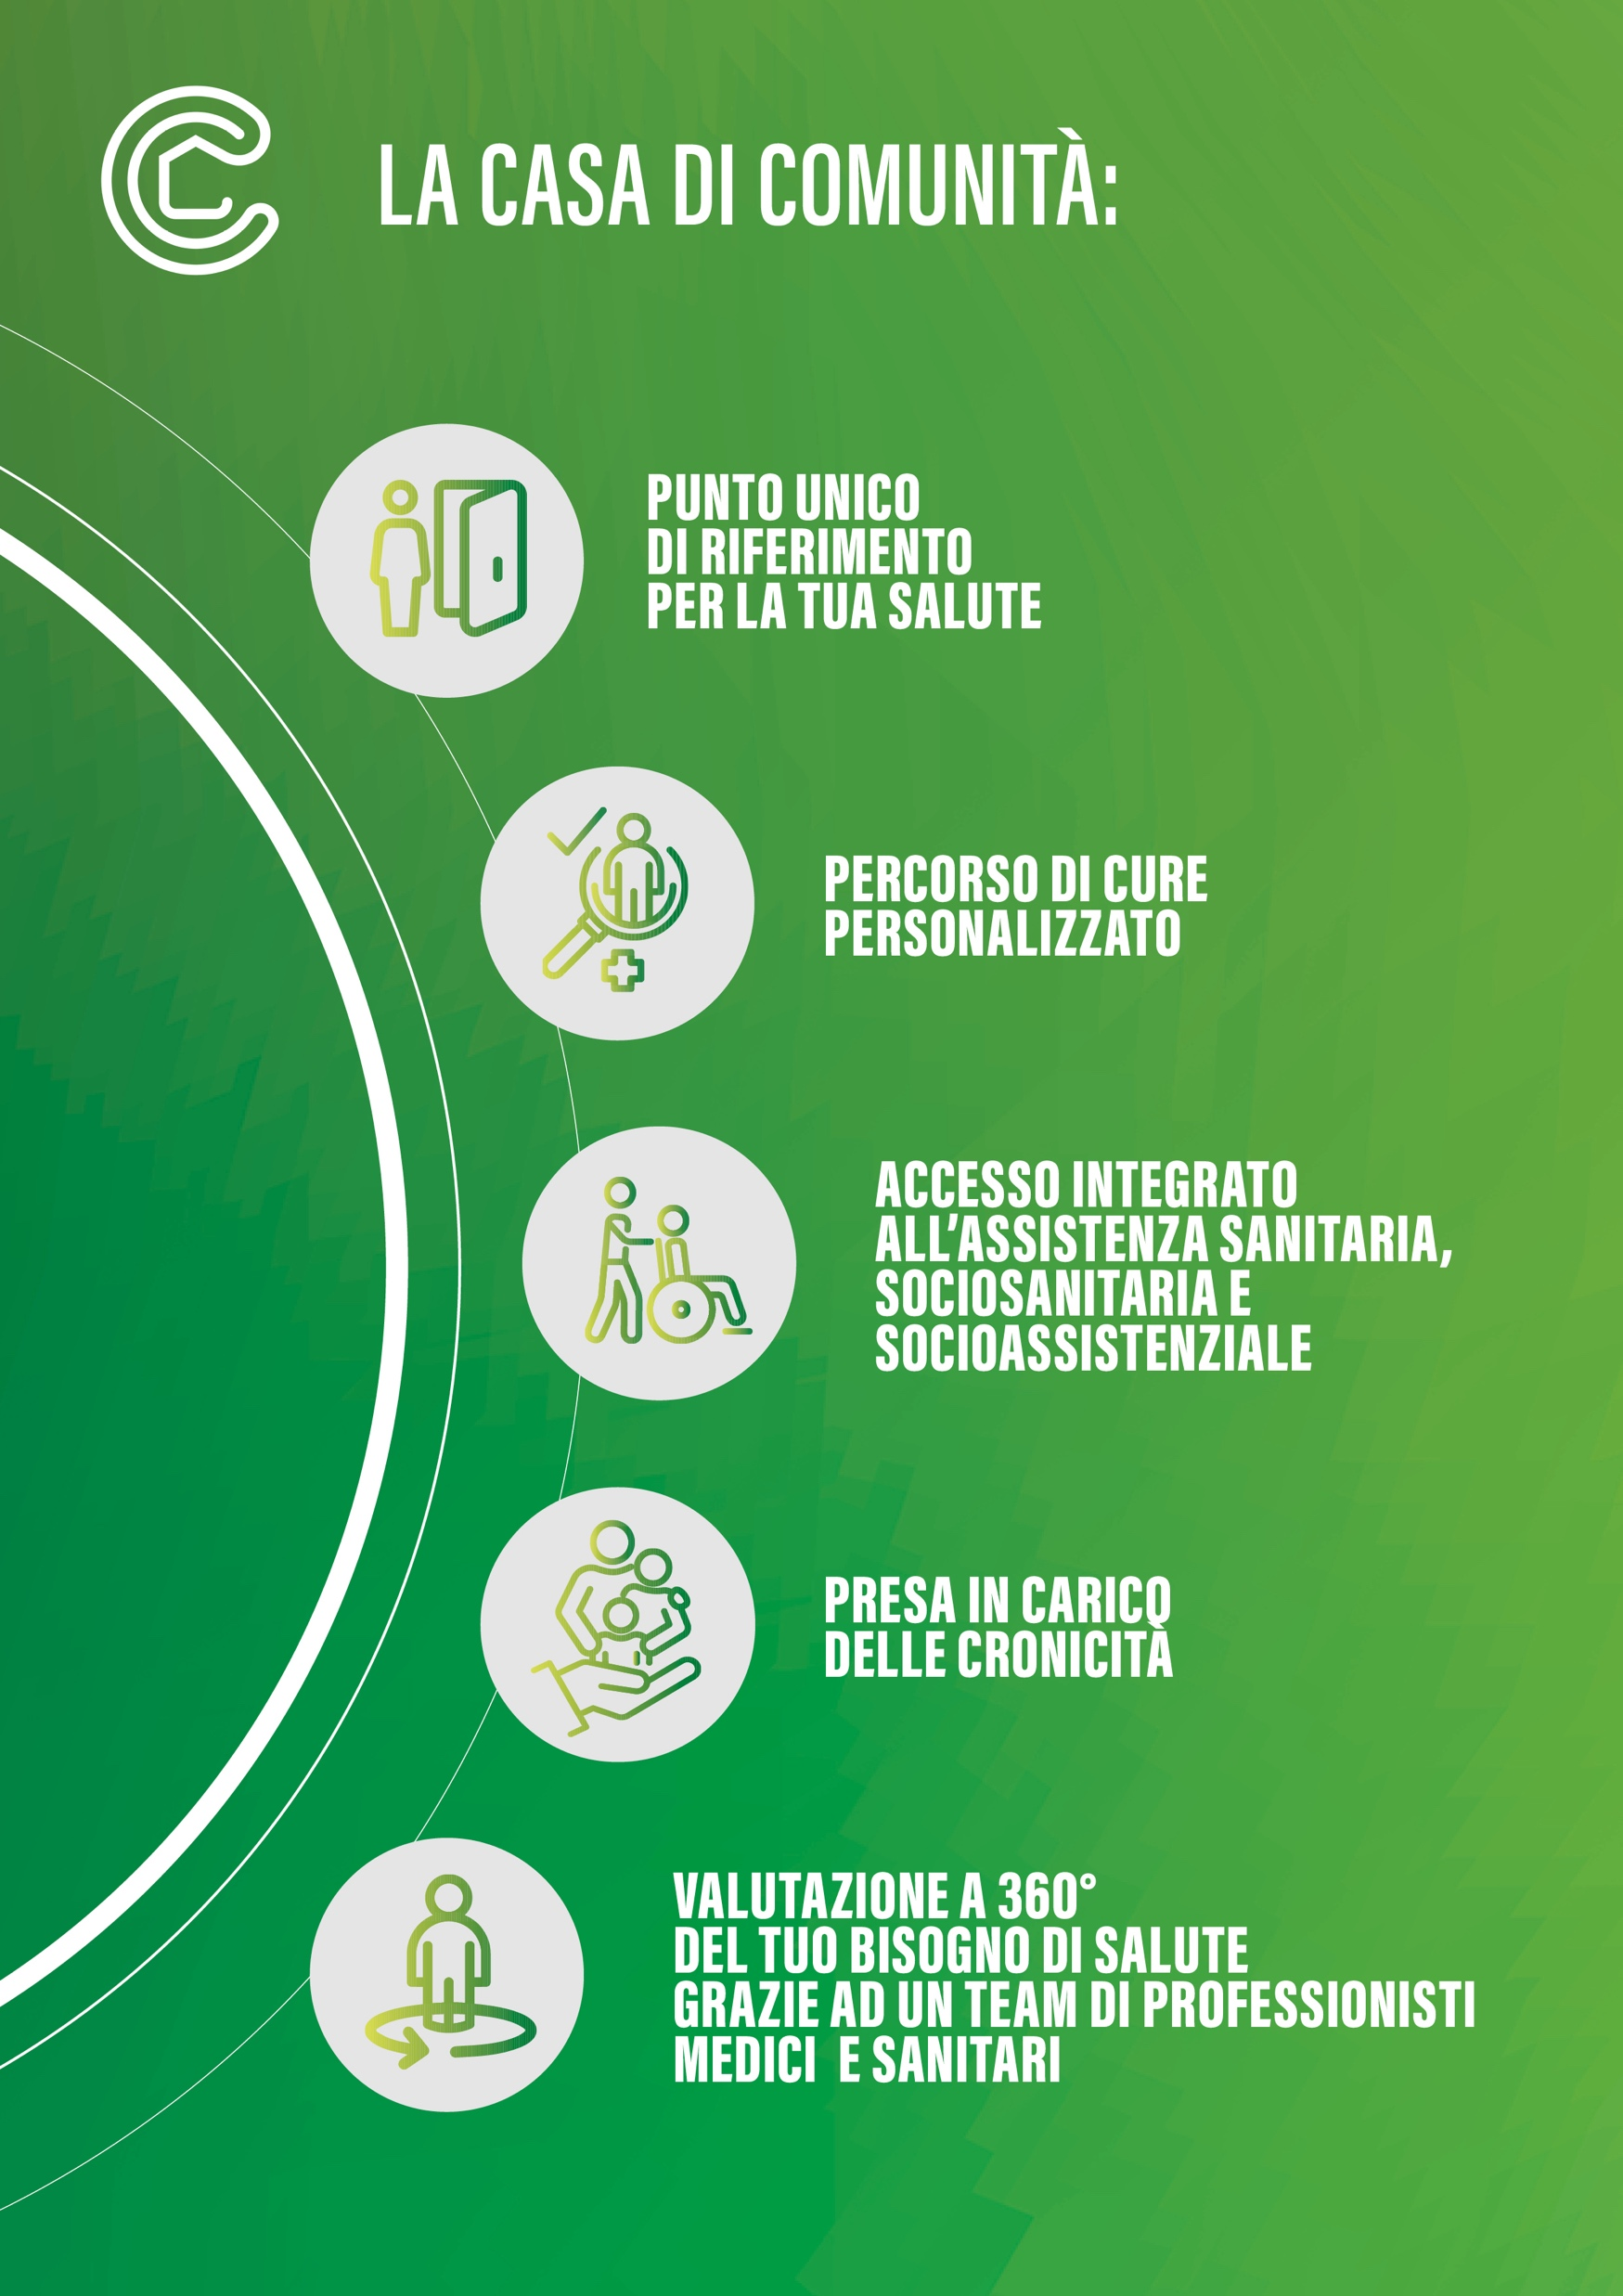 LA CASA DI COMUNITÀ:
PUNTO UNICO
DI RIFERIMENTO
PER LA TUA SALUTE
PERCORSO DI CURE
PERSONALIZZATO
ACCESSO INTEGRATO
ALL’ASSISTENZA SANITARIA,
SOCIOSANITARIA E
SOCIOASSISTENZIALE
PRESA IN CARICO
DELLE CRONICITÀ
VALUTAZIONE A 360°
DEL TUO BISOGNO DI SALUTE
GRAZIE AD UN TEAM DI PROFESSIONISTI
MEDICI E SANITARI